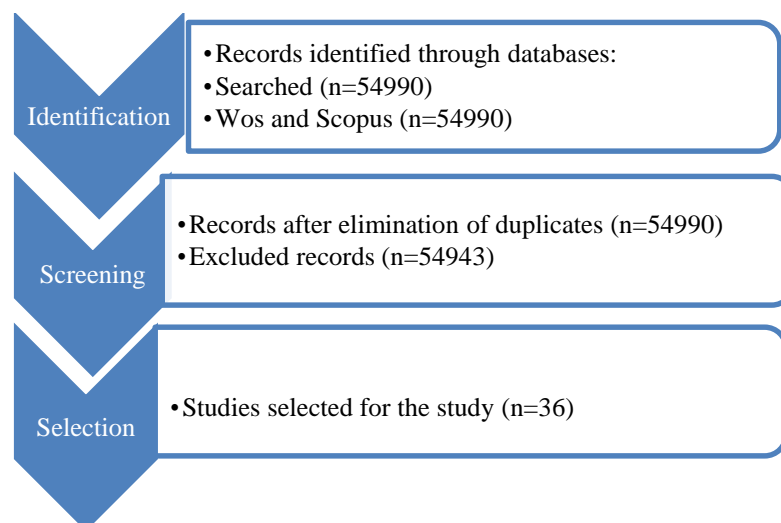 Identification
•Records identified through databases:
•Searched (n=54990)
•Wos and Scopus (n=54990)
Screening
•Records after elimination of duplicates (n=54990)
•Excluded records (n=54943)
Selection
•Studies selected for the study (n=36)